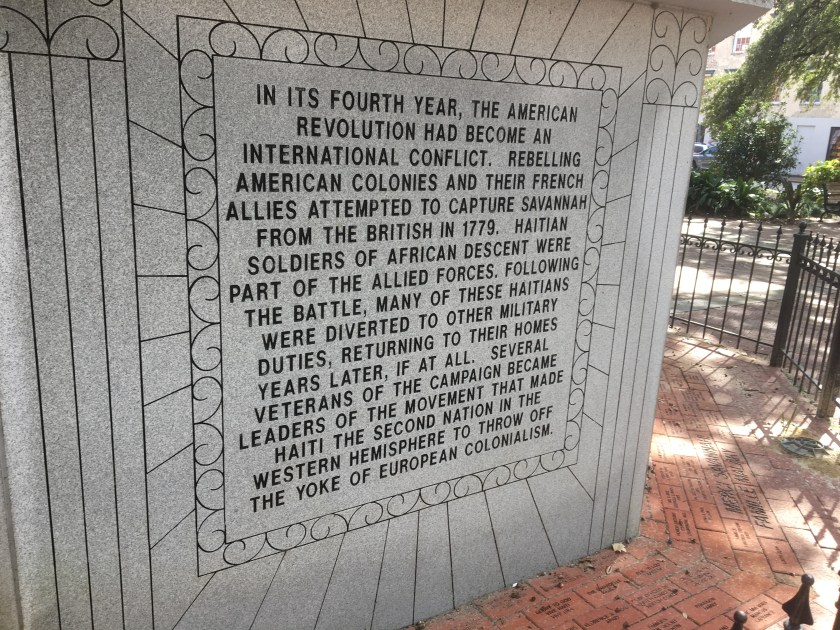 IN ITS FOURTH YEAR, THE AMERICAN
REVOLUTION HAD BECOME AN
INTERNATIONAL CONFLICT. REBELLING
AMERICAN COLONIES AND THEIR FRENCH
ALLIES ATTEMPTED TO CAPTURE SAVANNAH
FROM THE BRITISH IN 1779. HAITIAN
SOLDIERS OF AFRICAN DESCENT WERE
PART OF THE ALLIED FORCES. FOLLOWING
THE BATTLE, MANY OF THESE HAITIANS
WERE DIVERTED TO OTHER MILITARY
DUTIES, RETURNING TO THEIR HOMES
YEARS LATER, IF AT ALL. SEVERAL
VETERANS OF THE CAMPAIGN BECAME
LEADERS OF THE MOVEMENT THAT MADE
HAITI THE SECOND NATION IN THE
WESTERN HEMISPHERE TO THROW OFF
THE YOKE OF EUROPEAN COLONIALISM.